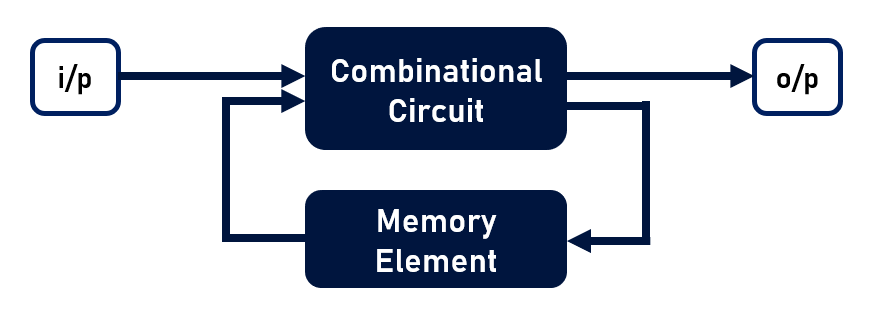 i/p
Combinational
Circuit
o/p
Memory
Element